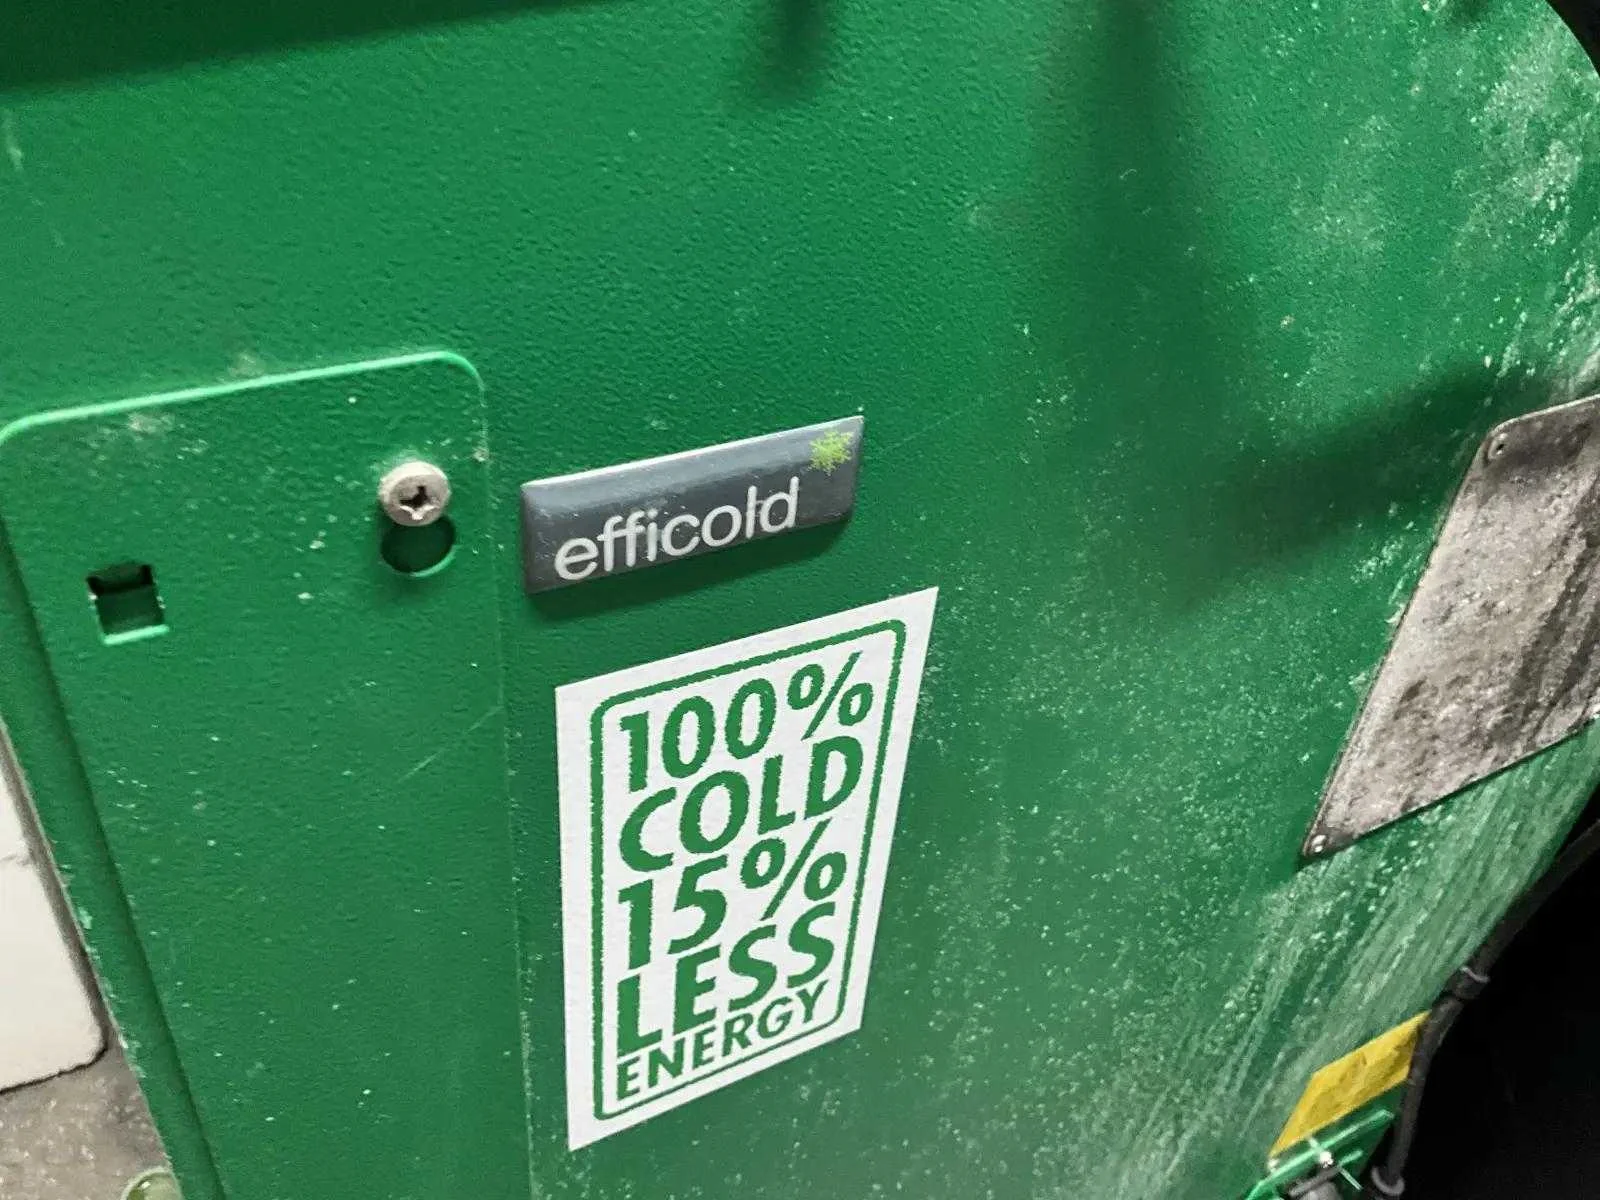 efficold
100%
COLD
15%
LESS
ENERGY